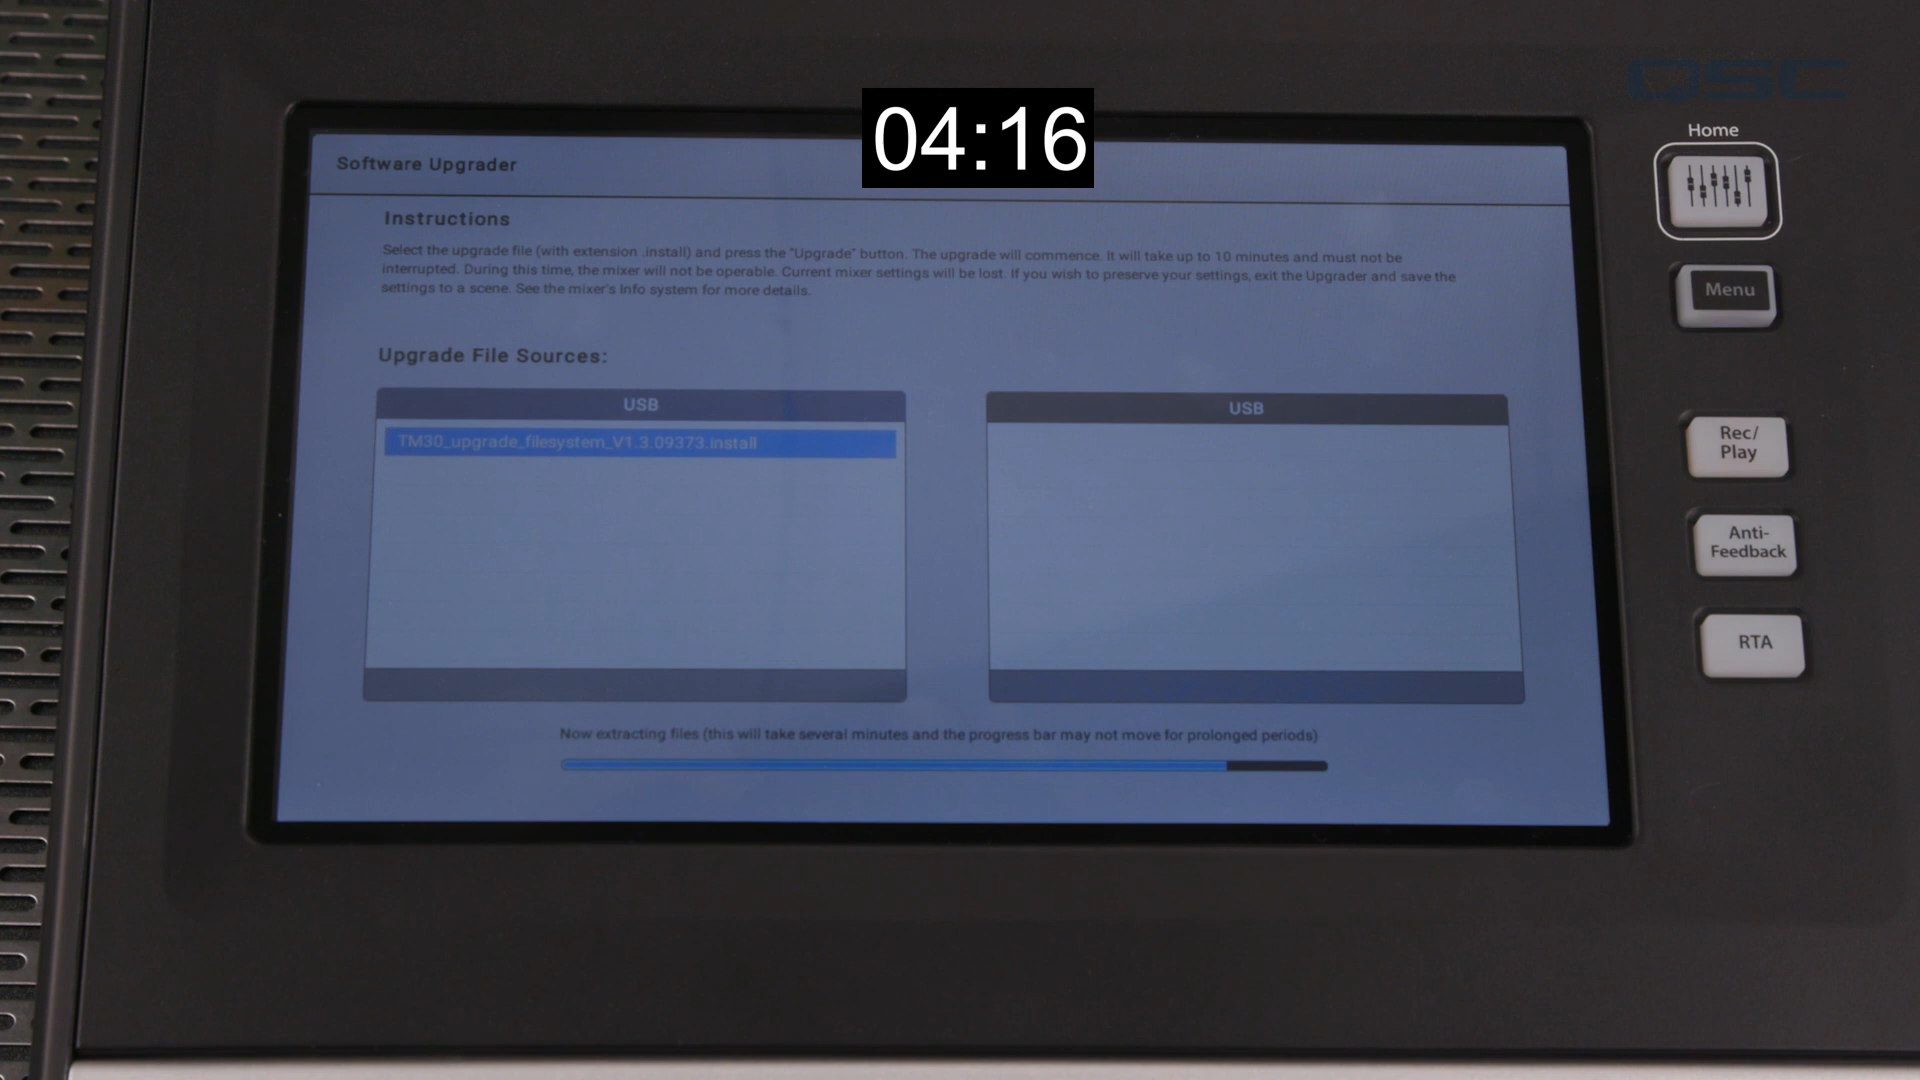 QSC
04:16
Home
Software Upgrader
Instructions
Select the upgrade file (with extension .install) and press the "Upgrade" button. The upgrade will commence. It will take up to 10 minutes and must not be
interrupted. During this time, the mixer will not be operable. Current mixer settings will be lost. If you wish to preserve your settings, exit the Upgrader and save the
settings to a scene. See the mixer's Info system for more details.
Menu
Upgrade File Sources:
USB
USB
TM30_upgrade_filesystem_V1.3.09373.install
Rec/
Play
Anti-
Feedback
RTA
Now extracting files (this will take several minutes and the progress bar may not move for prolonged periods)